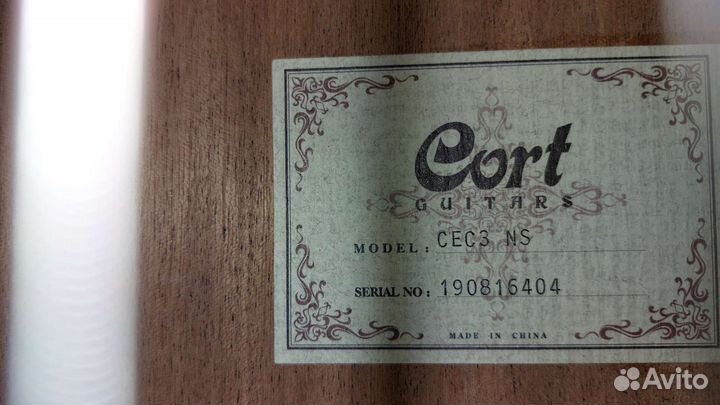 Cort
GUITARS
MODEL: CEC3 NS
SERIAL NO: 190816404
MADE IN CHINA
Avito